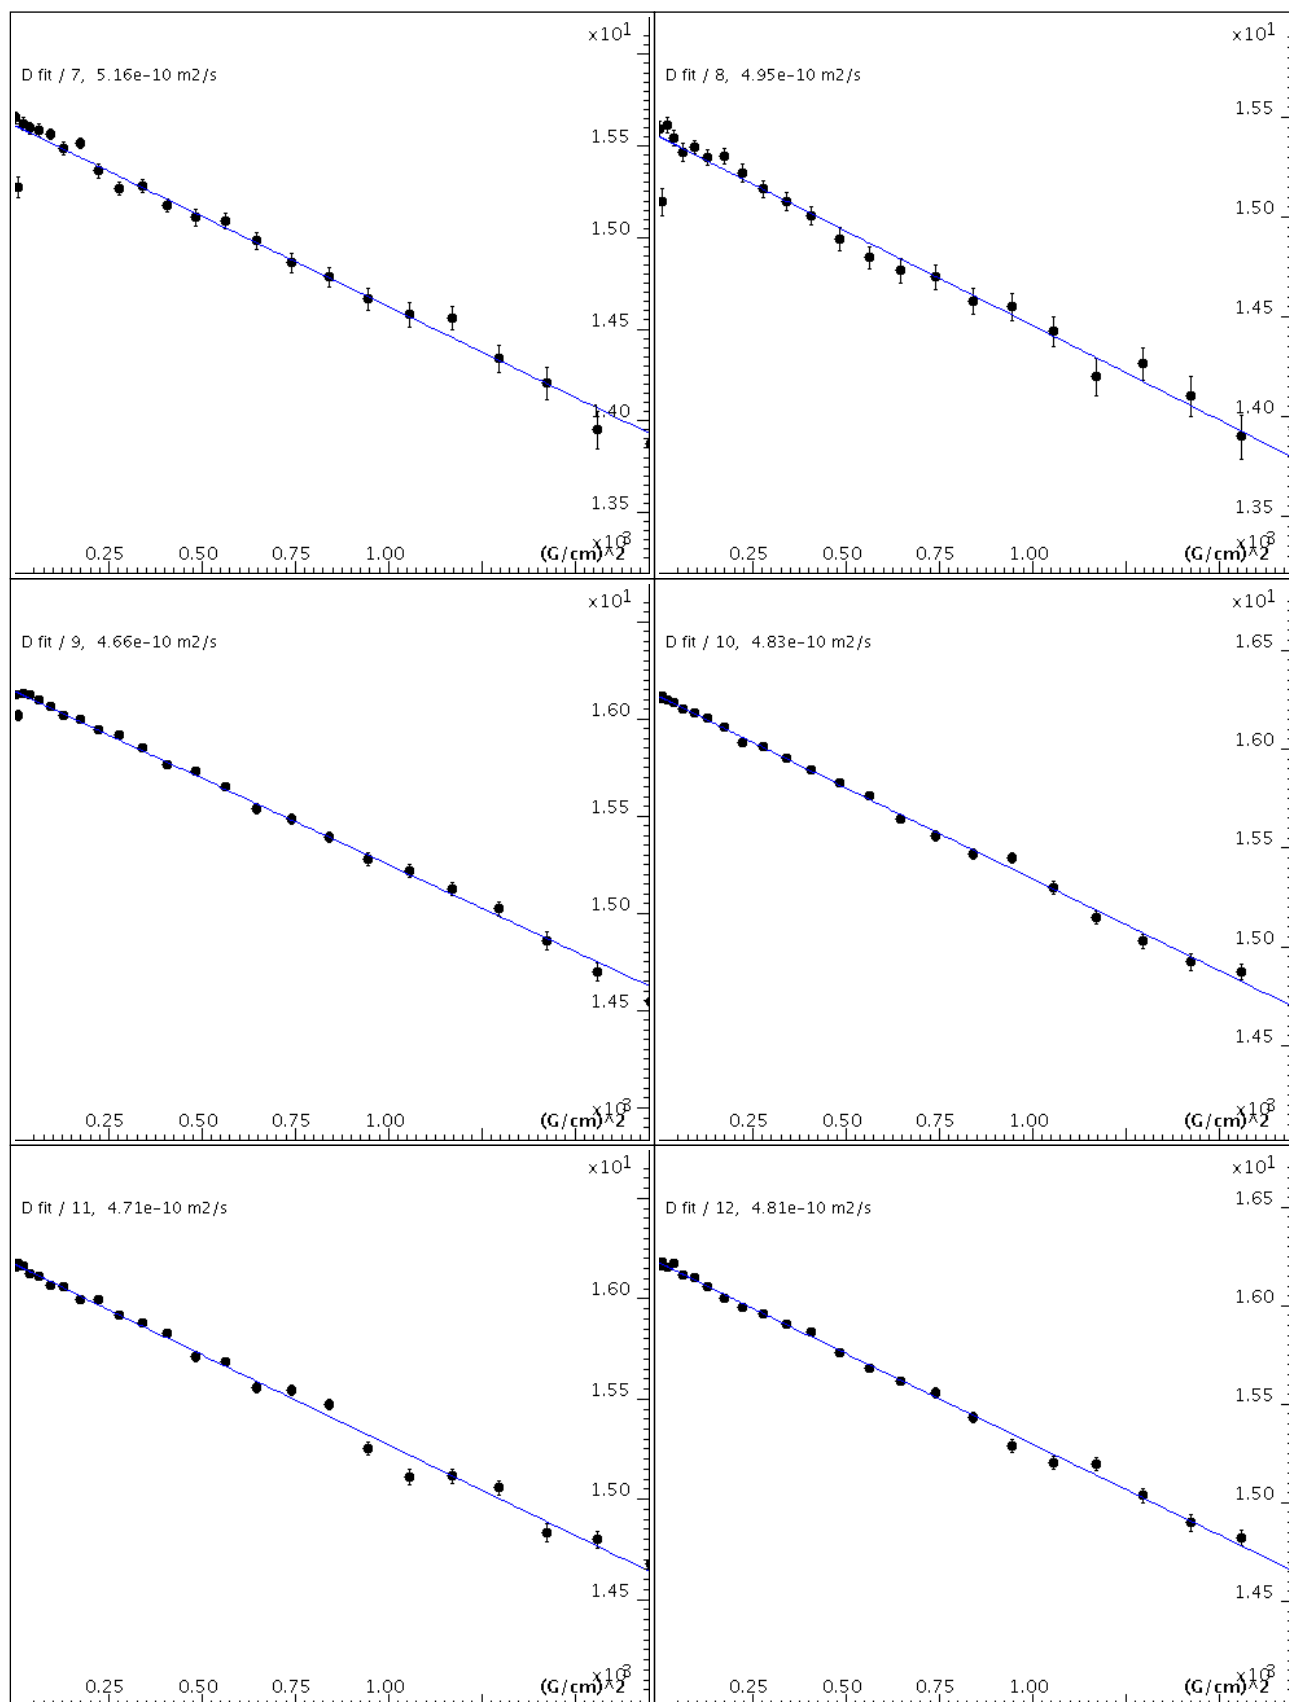 x10¹
D fit / 7, 5.16e-10 m2/s
1.55
1.50
1.45
1.40
1.35
x10³
0.25 0.50 0.75 1.00 (G/cm)^2
x10¹
D fit / 8, 4.95e-10 m2/s
1.55
1.50
1.45
1.40
1.35
x10³
0.25 0.50 0.75 1.00 (G/cm)^2
x10¹
D fit / 9, 4.66e-10 m2/s
1.60
1.55
1.50
1.45
x10³
0.25 0.50 0.75 1.00 (G/cm)^2
x10¹
D fit / 10, 4.83e-10 m2/s
1.65
1.60
1.55
1.50
1.45
x10³
0.25 0.50 0.75 1.00 (G/cm)^2
x10¹
D fit / 11, 4.71e-10 m2/s
1.60
1.55
1.50
1.45
x10³
0.25 0.50 0.75 1.00 (G/cm)^2
x10¹
D fit / 12, 4.81e-10 m2/s
1.65
1.60
1.55
1.50
1.45
x10³
0.25 0.50 0.75 1.00 (G/cm)^2